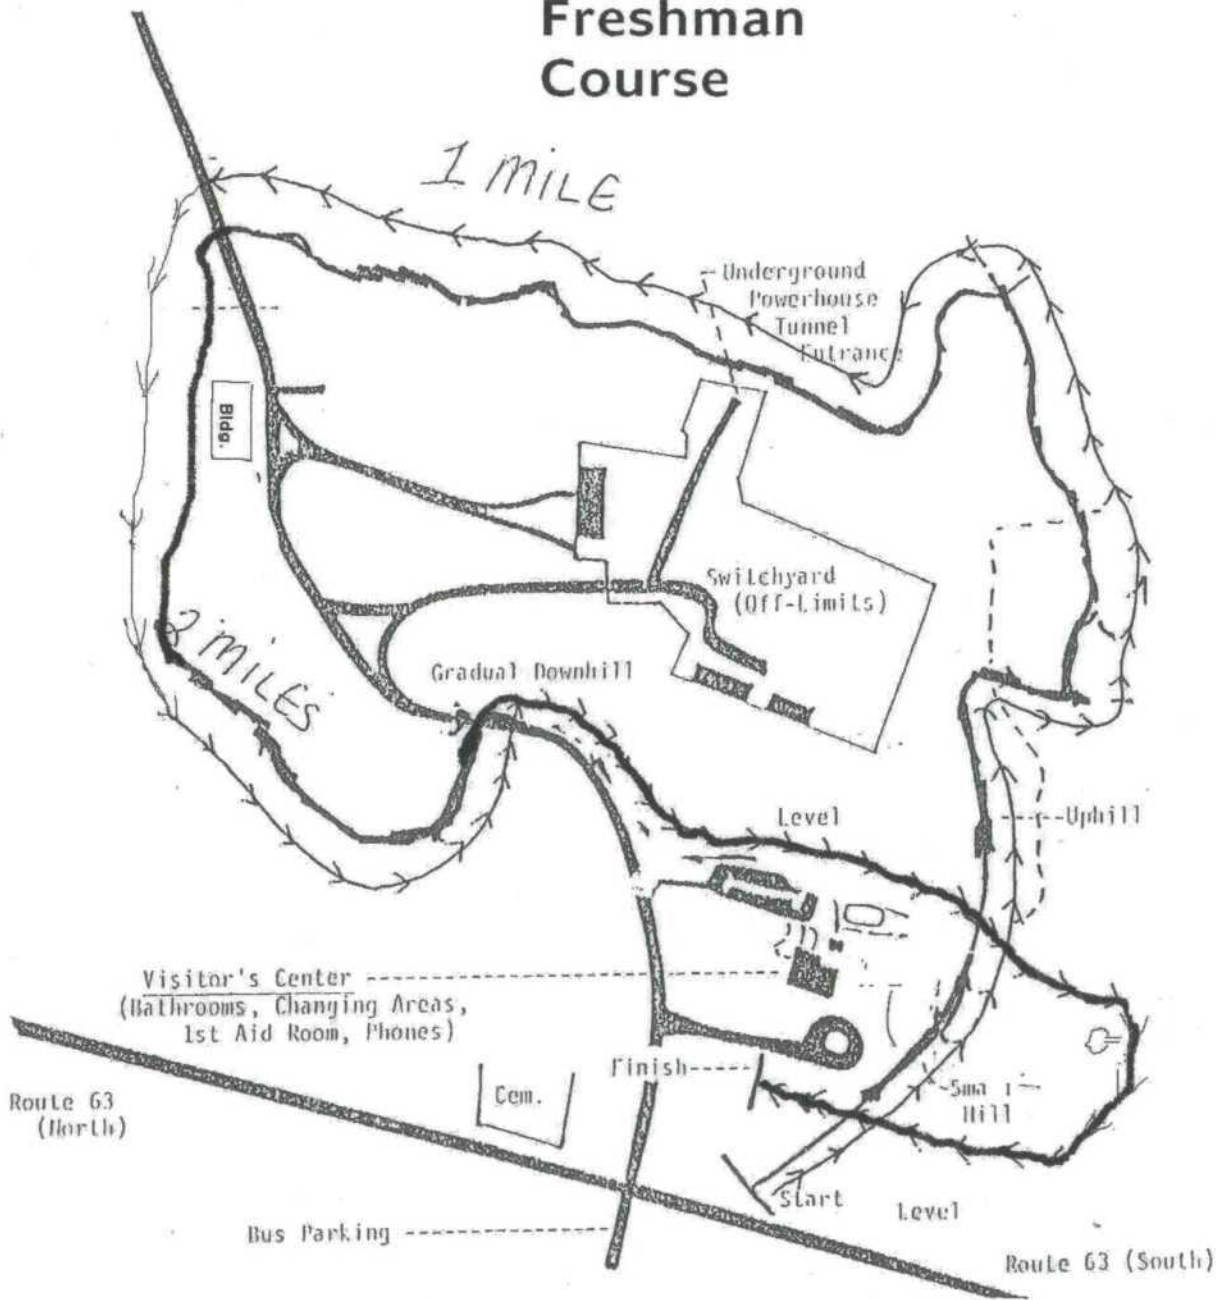 Freshman
Course
1 MILE
Underground
Powerhouse
Tunnel
Entrance
Bldg.
Switchyard
(Off-Limits)
2 MILES
Gradual Downhill
Level
Uphill
Visitor's Center
(Bathrooms, Changing Areas,
1st Aid Room, Phones)
Finish
Cem.
Route 63
(North)
Hill
Start
Level
Bus Parking
Route 63 (South)